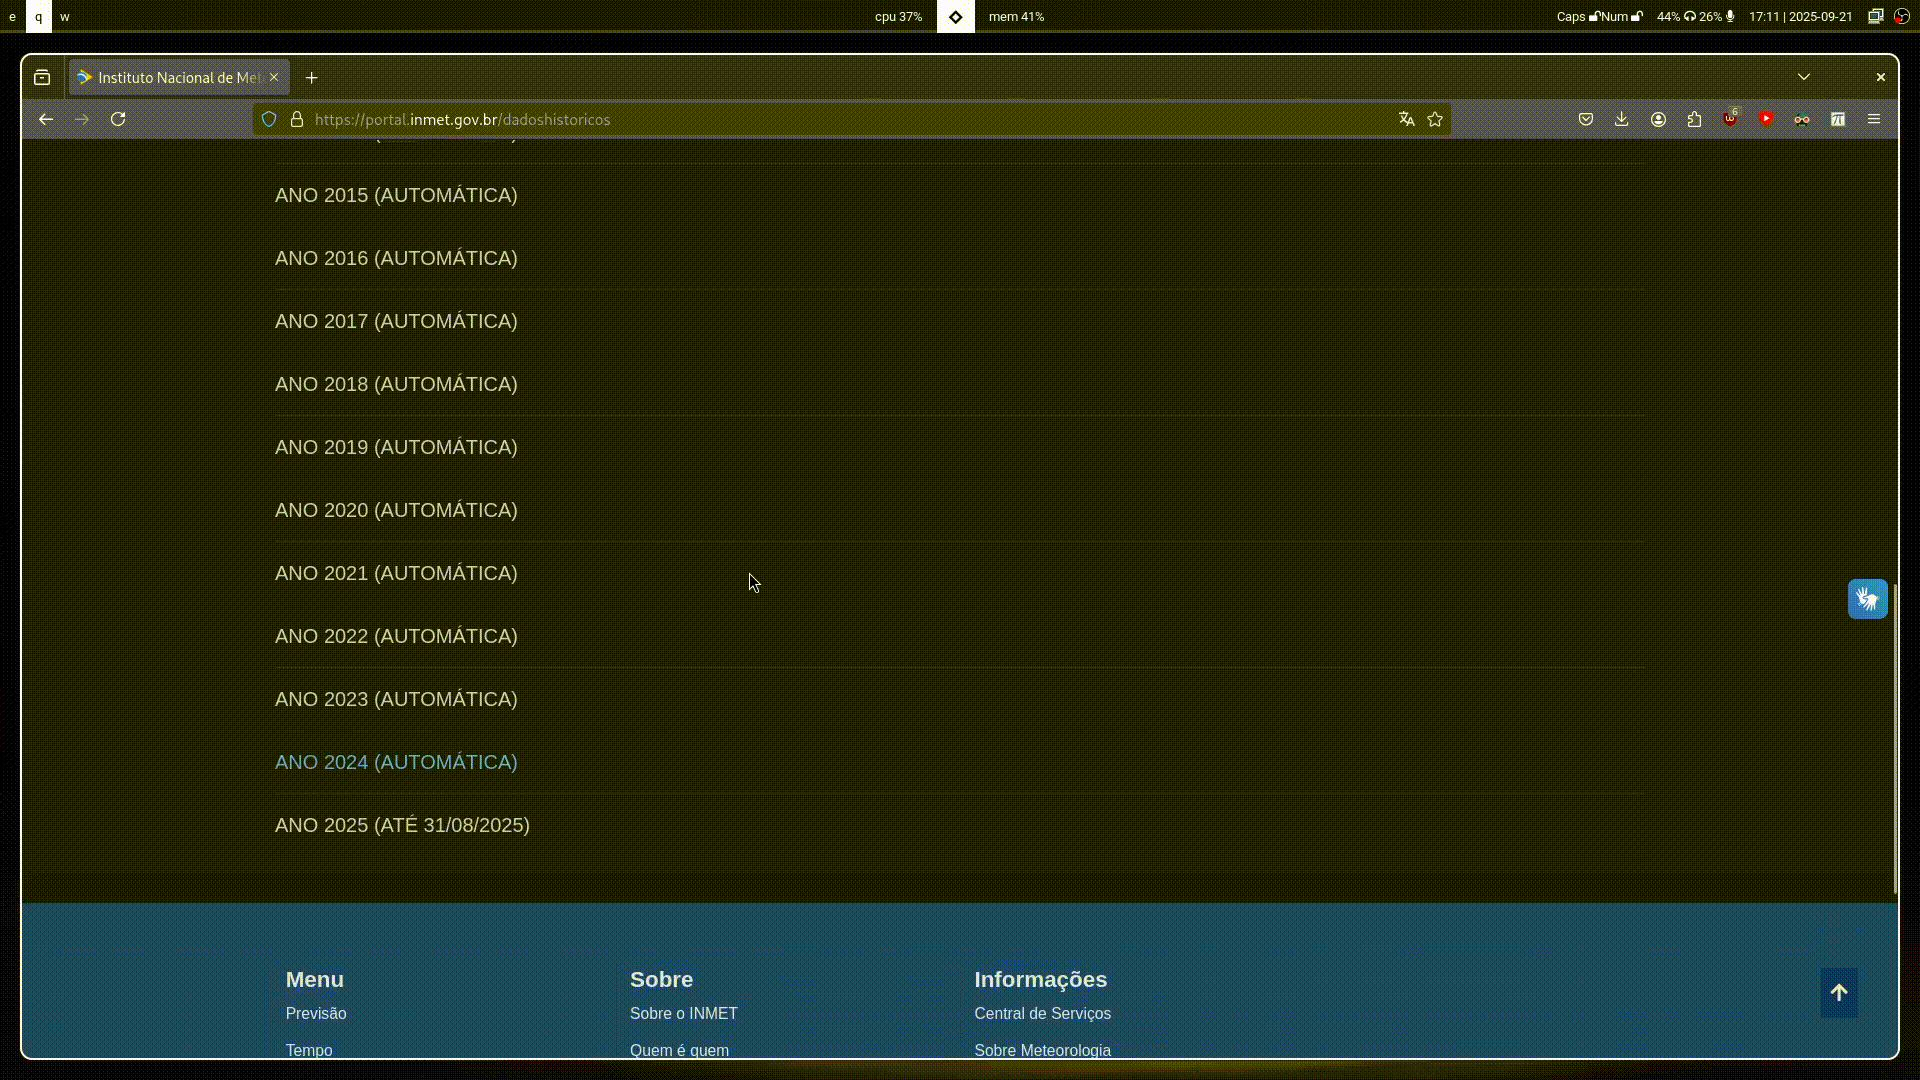 e q w cpu 37% mem 41% Caps Num 44% 26% 17:11 | 2025-09-21
Instituto Nacional de Met
https://portal.inmet.gov.br/dadoshistoricos 6
ANO 2015 (AUTOMÁTICA)
ANO 2016 (AUTOMÁTICA)
ANO 2017 (AUTOMÁTICA)
ANO 2018 (AUTOMÁTICA)
ANO 2019 (AUTOMÁTICA)
ANO 2020 (AUTOMÁTICA)
ANO 2021 (AUTOMÁTICA)
ANO 2022 (AUTOMÁTICA)
ANO 2023 (AUTOMÁTICA)
ANO 2024 (AUTOMÁTICA)
ANO 2025 (ATÉ 31/08/2025)
Menu Sobre Informações
Previsão Sobre o INMET Central de Serviços
Tempo Quem é quem Sobre Meteorologia